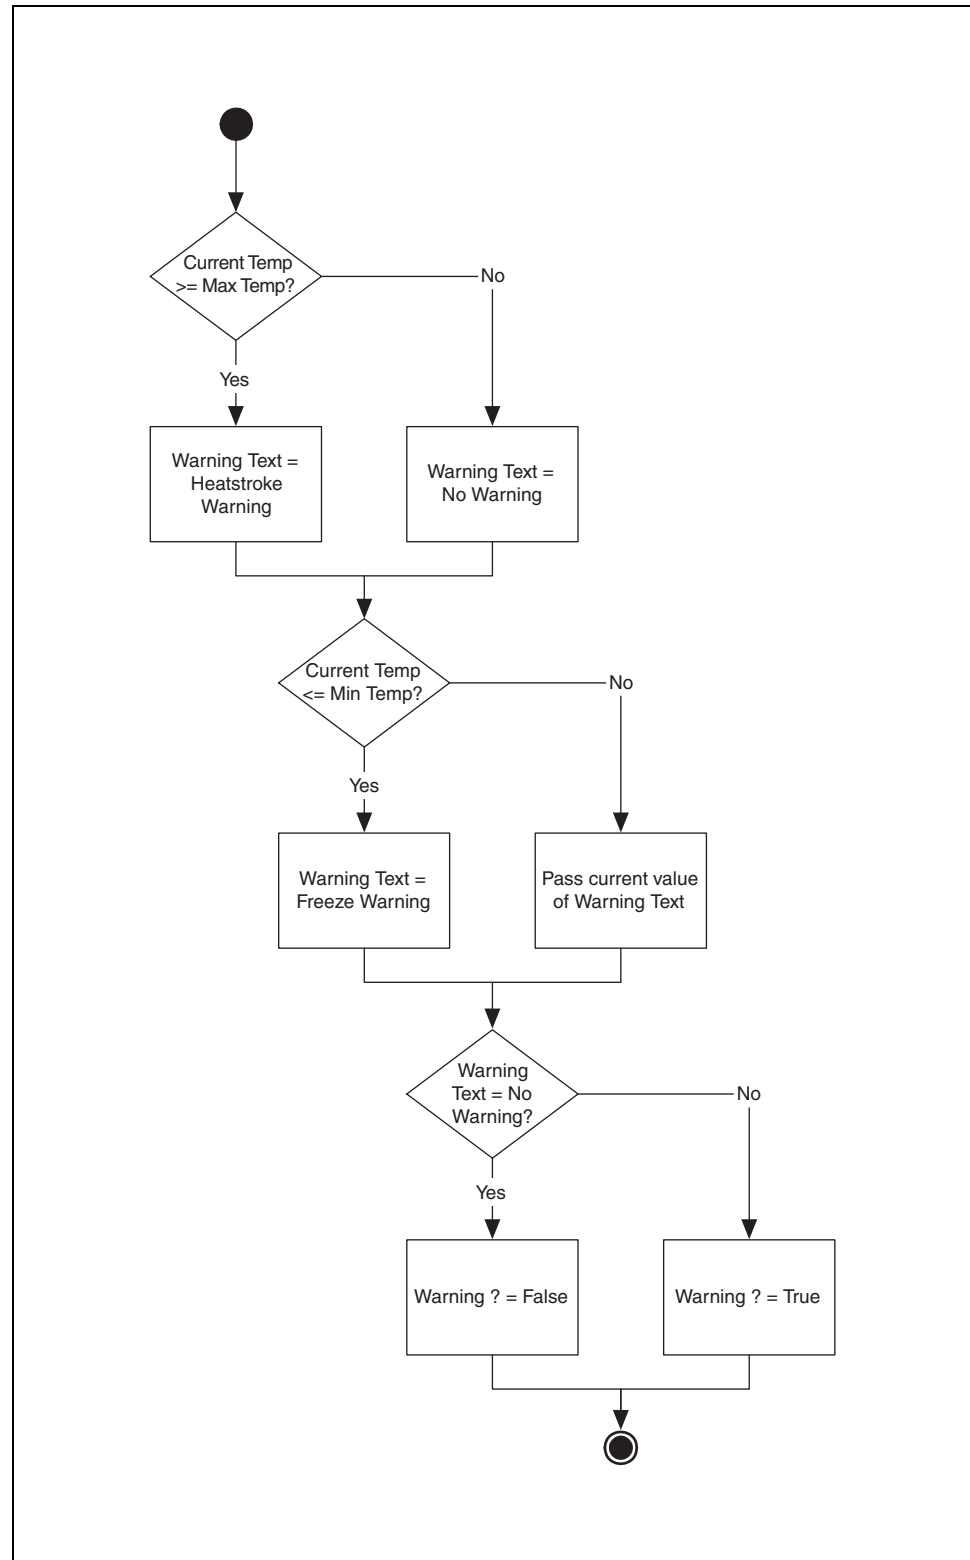 Current Temp
>= Max Temp?
No
Yes
Warning Text =
Heatstroke
Warning
Warning Text =
No Warning
Current Temp
<= Min Temp?
No
Yes
Warning Text =
Freeze Warning
Pass current value
of Warning Text
Warning
Text = No
Warning?
No
Yes
Warning ? = False
Warning ? = True